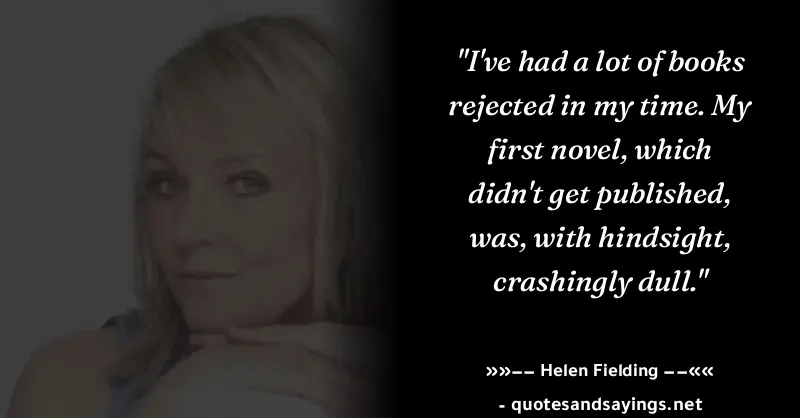 "I've had a lot of books
rejected in my time. My
first novel, which
didn't get published,
was, with hindsight,
crashingly dull."
»»−− Helen Fielding −−««
- quotesandsayings.net